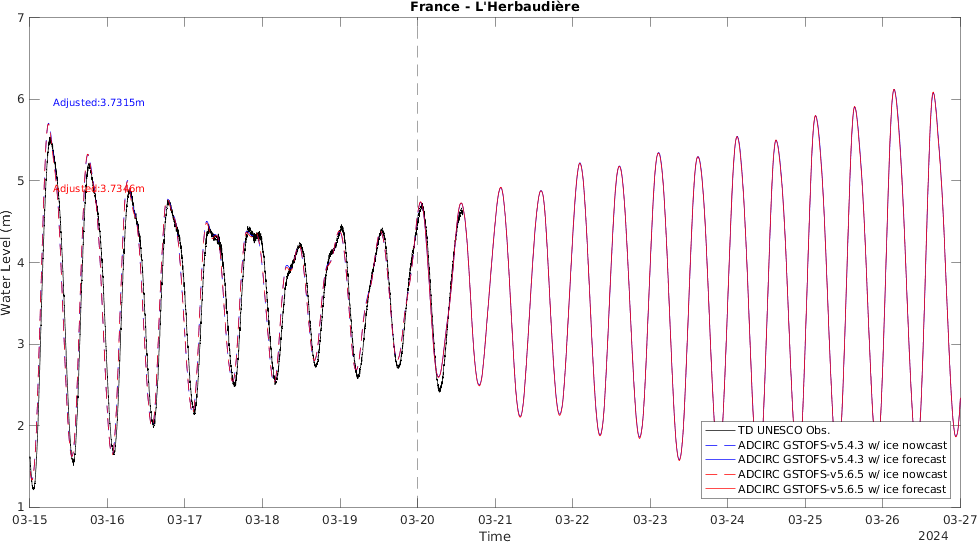 France - L'Herbaudière
7
6
5
4
3
2
1
Water Level (m)
Adjusted:3.7315m
Adjusted:3.7346m
TD UNESCO Obs.
ADCIRC GSTOFS-v5.4.3 w/ ice nowcast
ADCIRC GSTOFS-v5.4.3 w/ ice forecast
ADCIRC GSTOFS-v5.6.5 w/ ice nowcast
ADCIRC GSTOFS-v5.6.5 w/ ice forecast
03-15 03-16 03-17 03-18 03-19 03-20 03-21 03-22 03-23 03-24 03-25 03-26 03-27
Time
2024